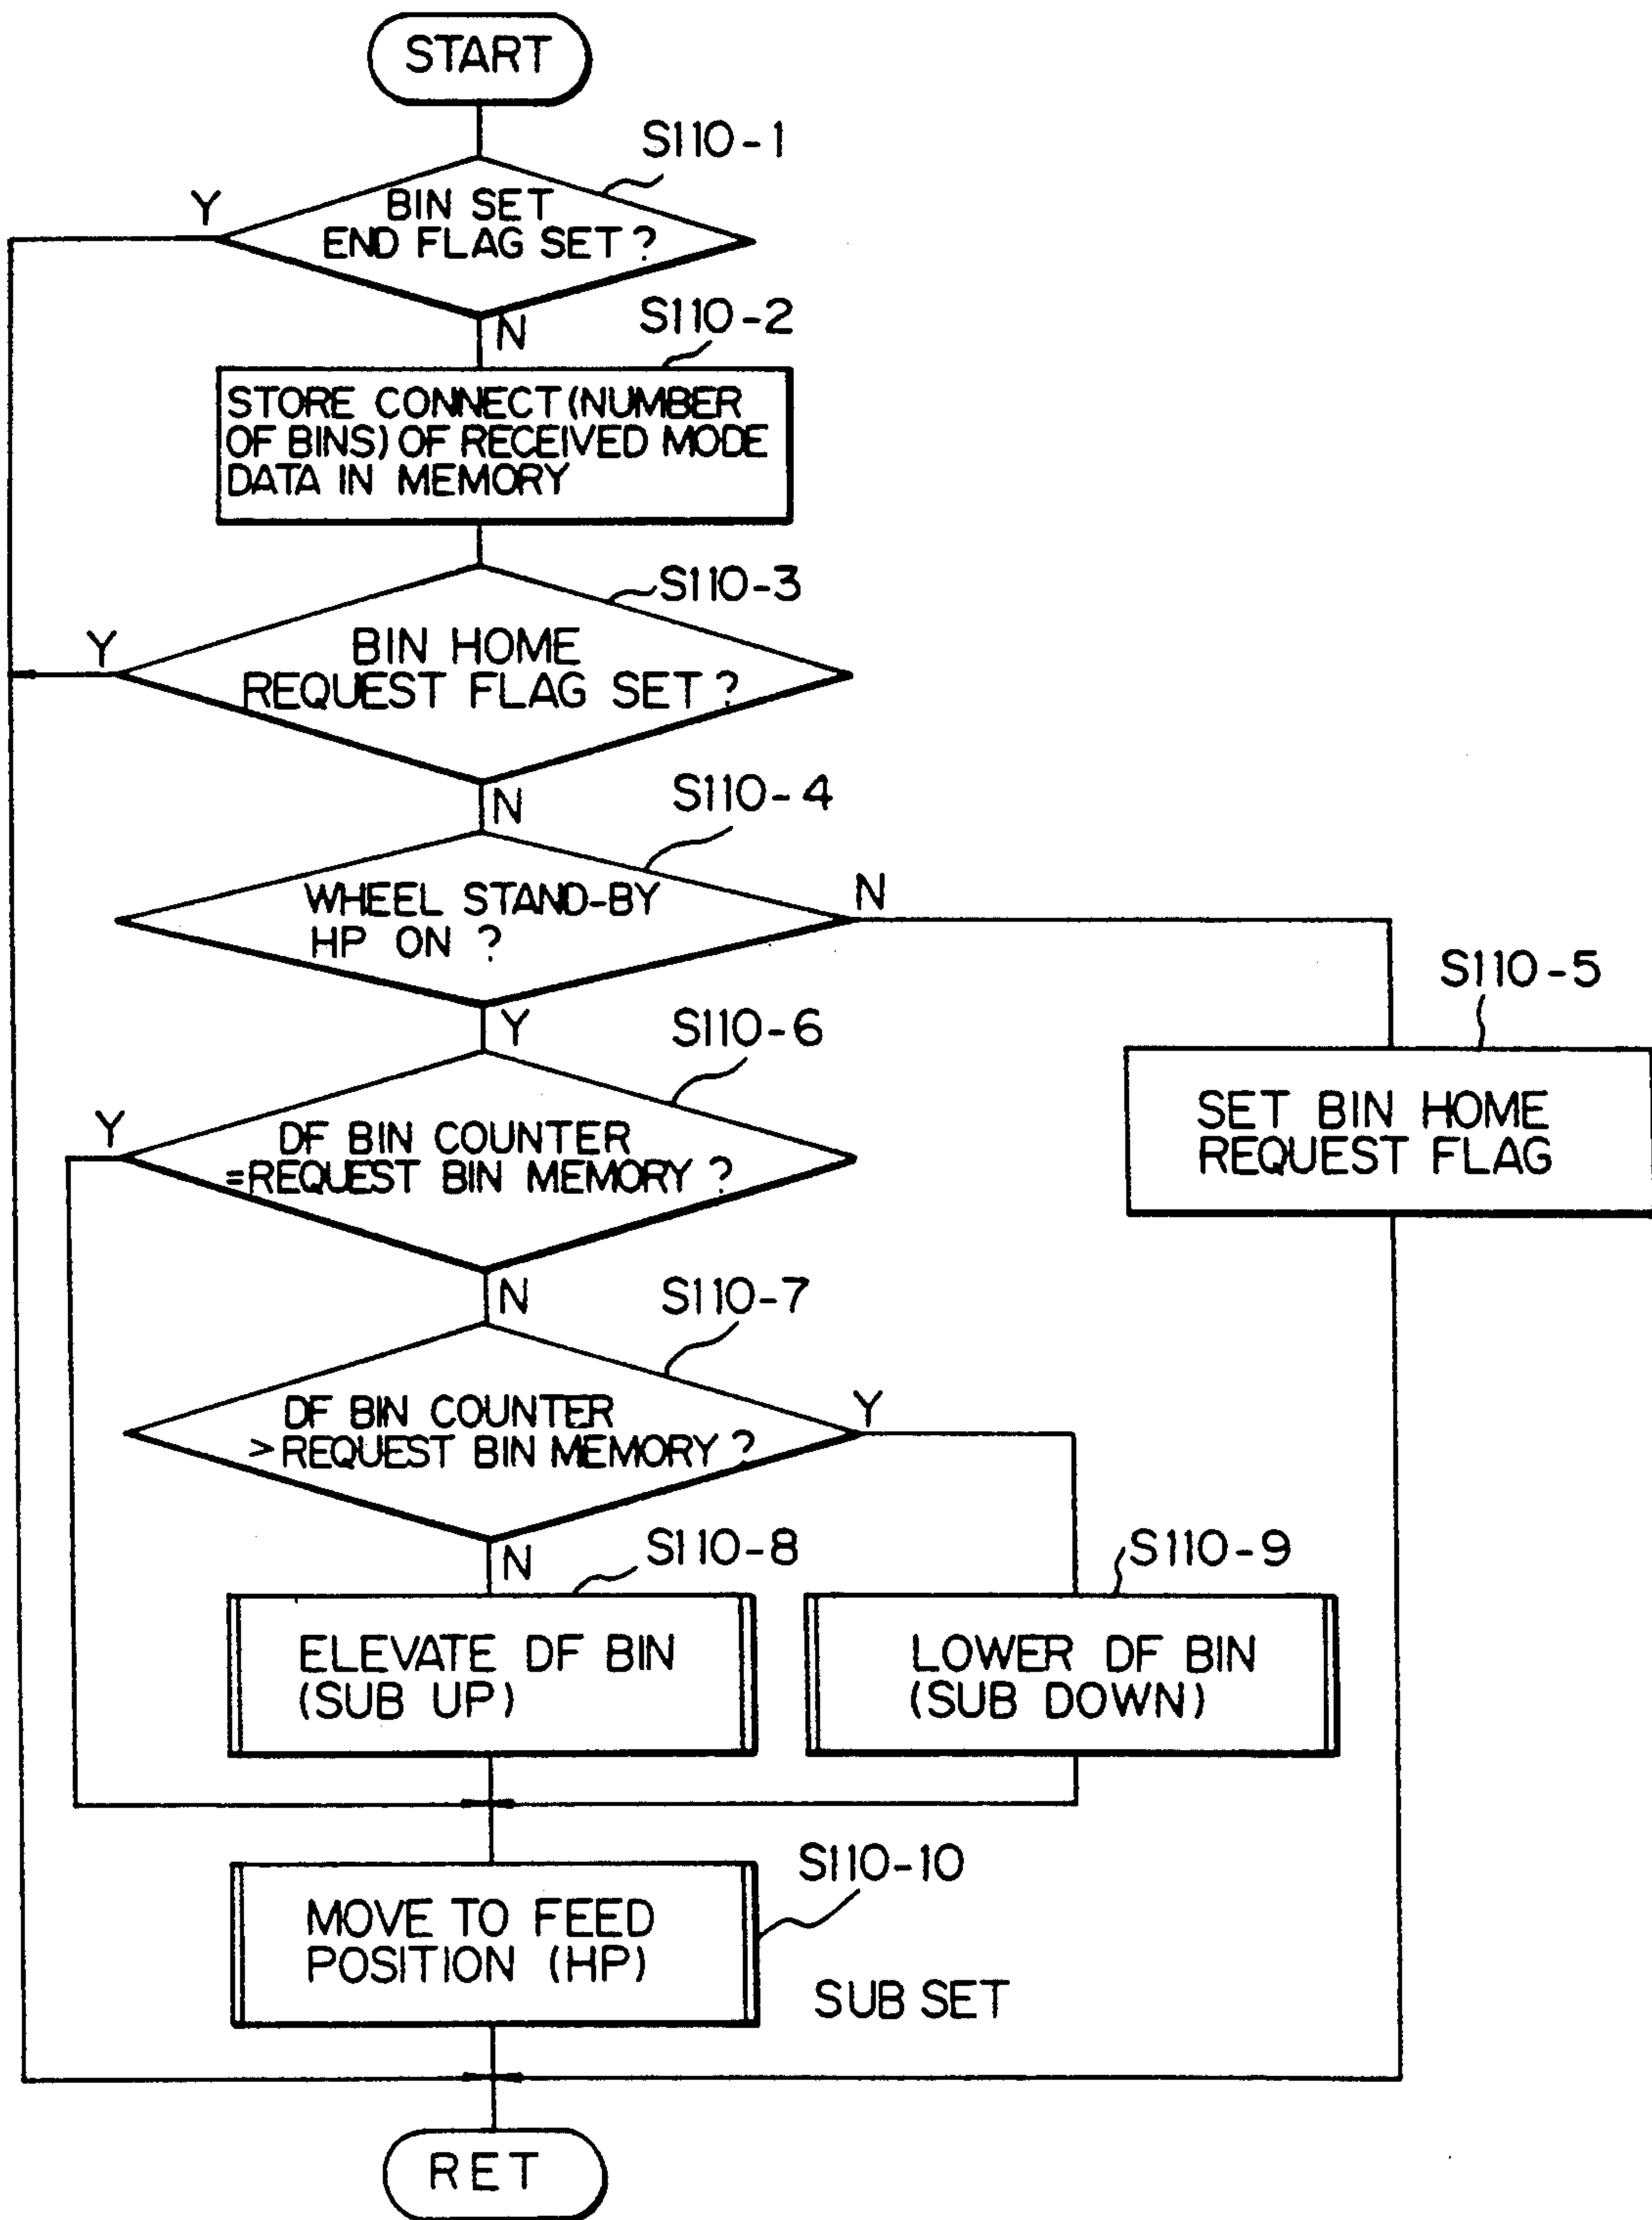 START
S110-1
Y
BIN SET
END FLAG SET?
N
S110-2
STORE CONNECT (NUMBER
OF BINS) OF RECEIVED MODE
DATA IN MEMORY
S110-3
Y
BIN HOME
REQUEST FLAG SET?
N
S110-4
WHEEL STAND-BY
HP ON ?
N
S110-5
SET BIN HOME
REQUEST FLAG
Y
S110-6
Y
DF BIN COUNTER
=REQUEST BIN MEMORY ?
N
S110-7
DF BIN COUNTER
>REQUEST BIN MEMORY ?
Y
N
S110-8
ELEVATE DF BIN
(SUB UP)
S110-9
LOWER DF BIN
(SUB DOWN)
S110-10
MOVE TO FEED
POSITION (HP)
SUB SET
RET